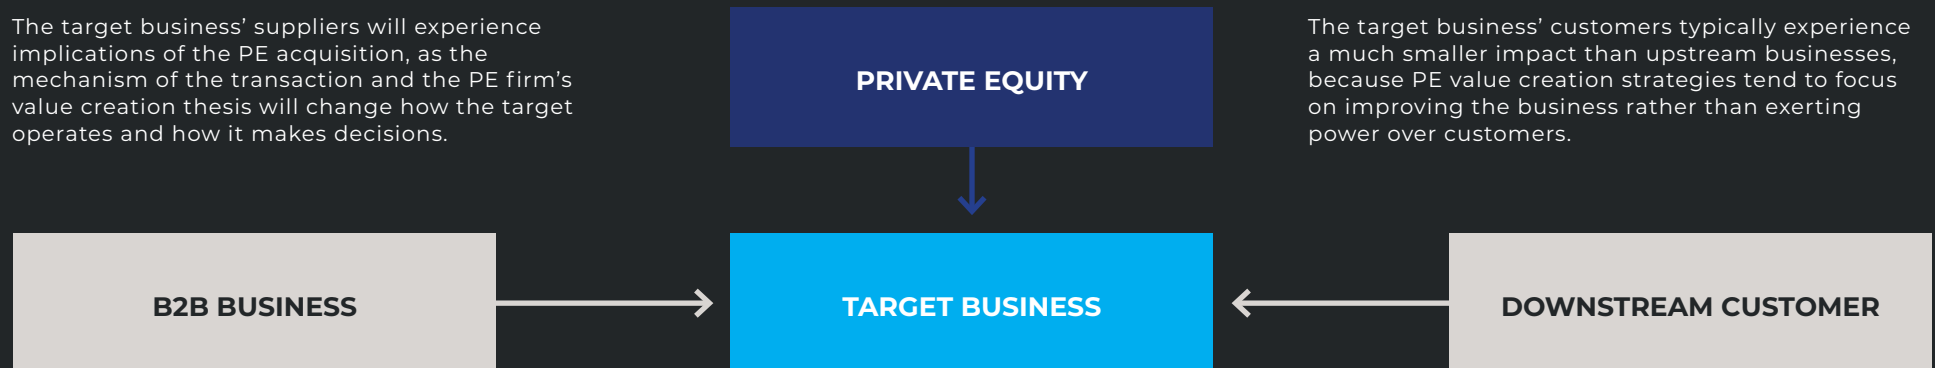 The target business’ suppliers will experience
implications of the PE acquisition, as the
mechanism of the transaction and the PE firm’s
value creation thesis will change how the target
operates and how it makes decisions.
PRIVATE EQUITY
The target business’ customers typically experience
a much smaller impact than upstream businesses,
because PE value creation strategies tend to focus
on improving the business rather than exerting
power over customers.
B2B BUSINESS
TARGET BUSINESS
DOWNSTREAM CUSTOMER